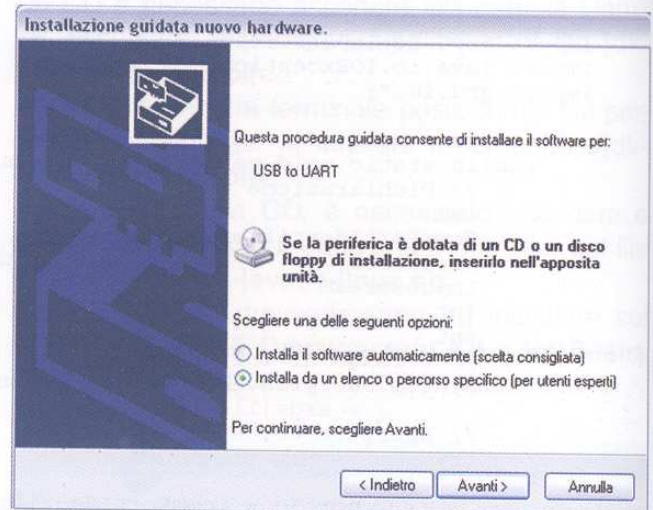 Installazione guidata nuovo hardware.
Questa procedura guidata consente di installare il software per:
USB to UART
Se la periferica è dotata di un CD o un disco
floppy di installazione, inserirlo nell'apposita
unità.
Scegliere una delle seguenti opzioni:
Installa il software automaticamente (scelta consigliata)
Installa da un elenco o percorso specifico (per utenti esperti)
Per continuare, scegliere Avanti.
< Indietro
Avanti >
Annulla